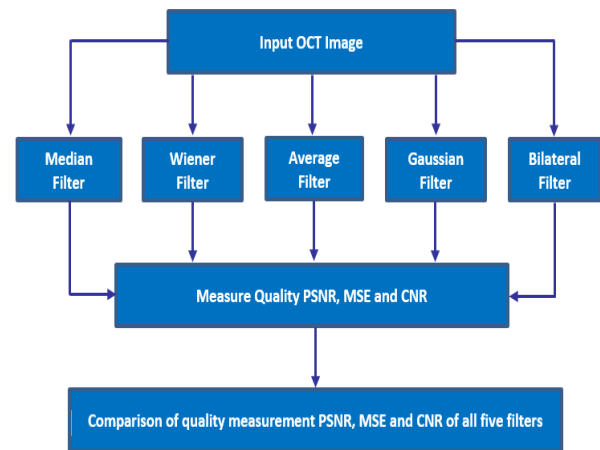 Input OCT Image
Median
Filter
Wiener
Filter
Average
Filter
Gaussian
Filter
Bilateral
Filter
Measure Quality PSNR, MSE and CNR
Comparison of quality measurement PSNR, MSE and CNR of all five filters